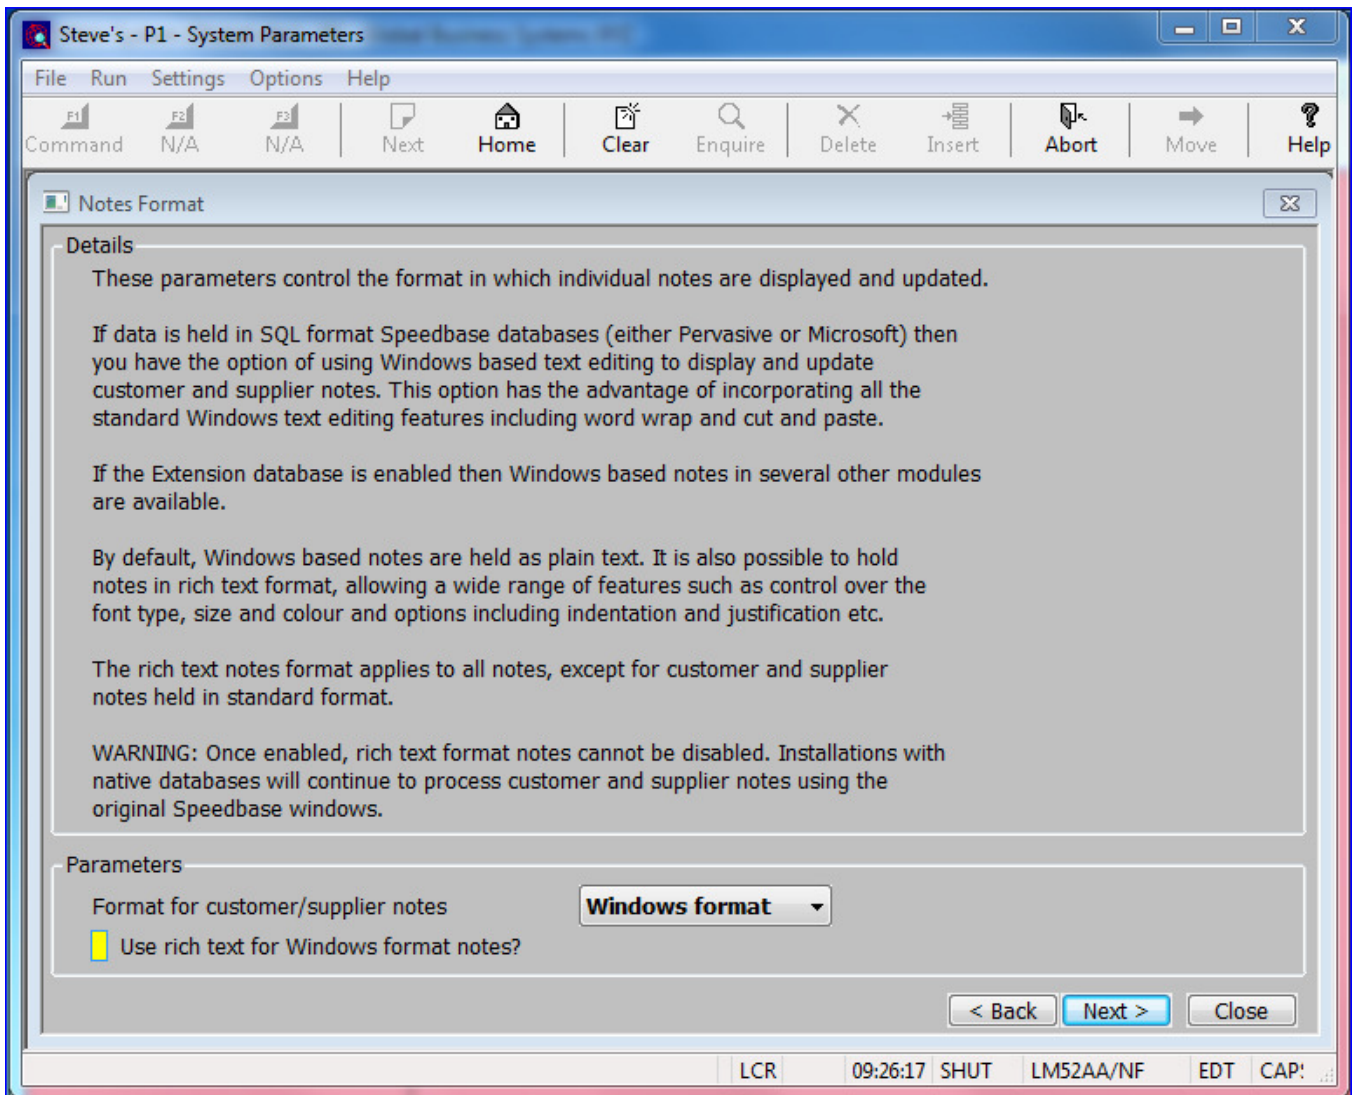 Steve's - P1 - System Parameters
File Run Settings Options Help
F1 F2 F3
Command N/A N/A Next Home Clear Enquire Delete Insert Abort Move Help
Notes Format
Details
These parameters control the format in which individual notes are displayed and updated.
If data is held in SQL format Speedbase databases (either Pervasive or Microsoft) then
you have the option of using Windows based text editing to display and update
customer and supplier notes. This option has the advantage of incorporating all the
standard Windows text editing features including word wrap and cut and paste.
If the Extension database is enabled then Windows based notes in several other modules
are available.
By default, Windows based notes are held as plain text. It is also possible to hold
notes in rich text format, allowing a wide range of features such as control over the
font type, size and colour and options including indentation and justification etc.
The rich text notes format applies to all notes, except for customer and supplier
notes held in standard format.
WARNING: Once enabled, rich text format notes cannot be disabled. Installations with
native databases will continue to process customer and supplier notes using the
original Speedbase windows.
Parameters
Format for customer/supplier notes Windows format
Use rich text for Windows format notes?
< Back Next > Close
LCR 09:26:17 SHUT LM52AA/NF EDT CAP